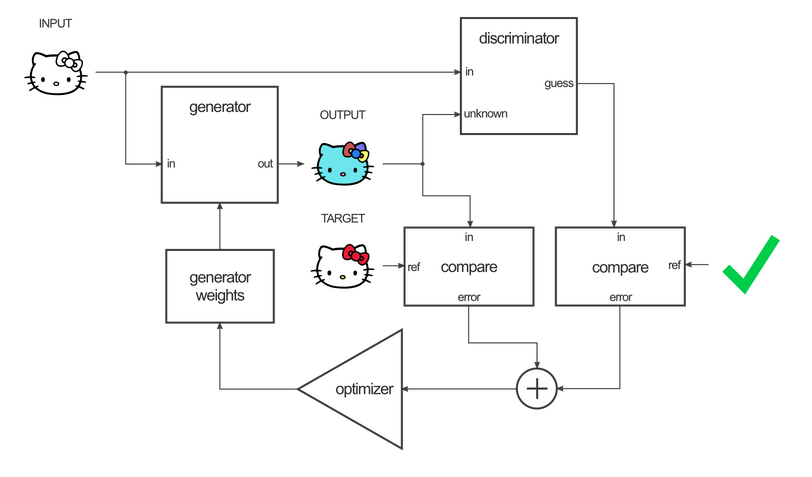 INPUT
discriminator
in
guess
unknown
generator
in
out
OUTPUT
TARGET
in
ref
compare
error
in
ref
compare
error
generator
weights
optimizer